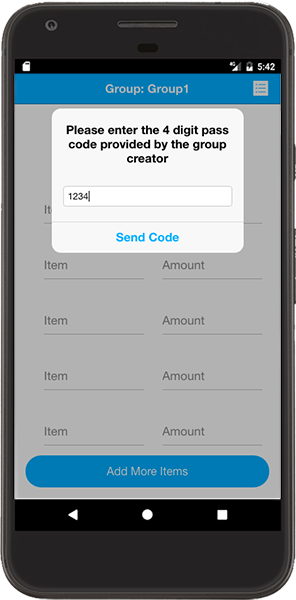 4G 5:42
Group: Group1
Please enter the 4 digit pass
code provided by the group
creator
1234
Send Code
Item Amount
Item Amount
Item Amount
Item Amount
Add More Items